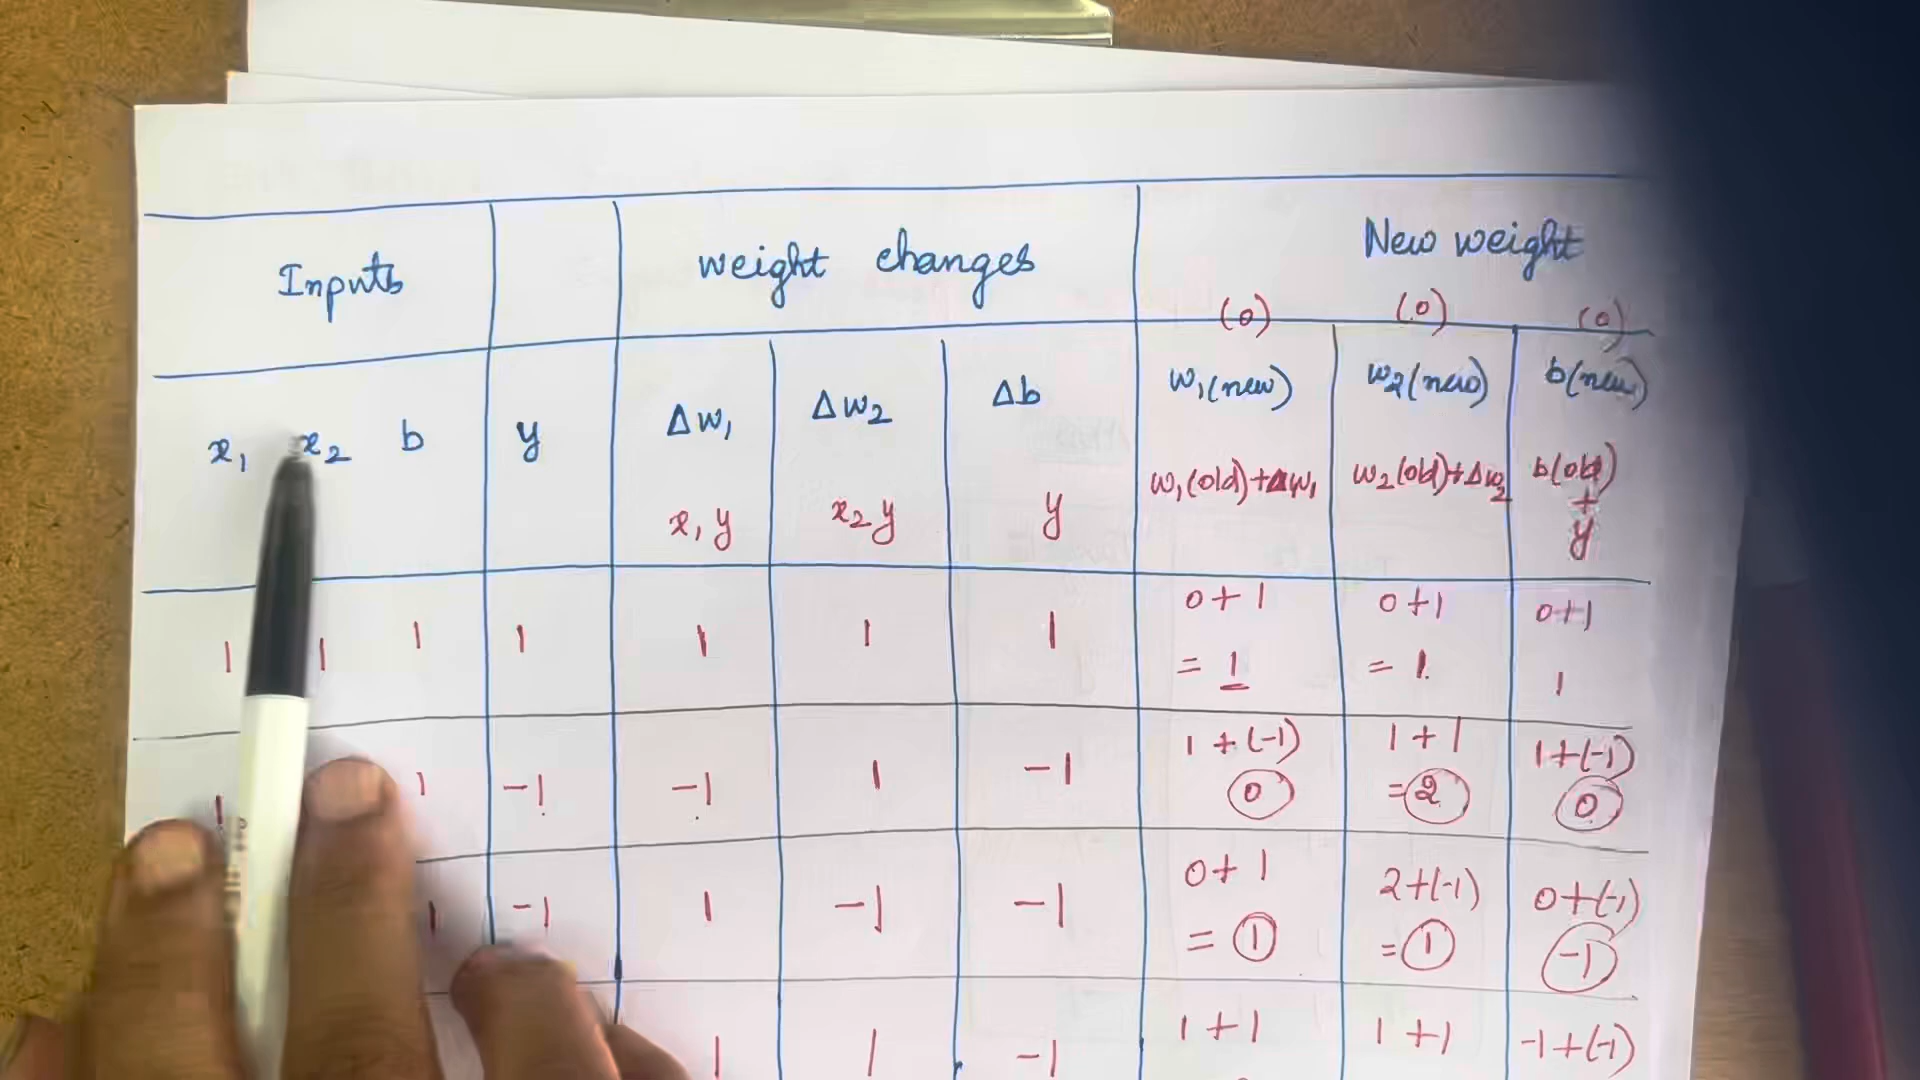 Inputs weight changes New weight
(0) (0) (0)
x₁ x₂ b y Δw₁ Δw₂ Δb w₁(new) w₂(new) b(new)
x₁y x₂y y w₁(old)+Δw₁ w₂(old)+Δw₂ b(old) + y
1 1 1 1 1 1 1 0+1 = 1 0+1 = 1 0+1 1
1 1 -1 -1 1 -1 1+(-1) 0 1+1 = 2 1+(-1) 0
1 -1 1 -1 -1 0+1 = 1 2+(-1) = 1 0+(-1) -1
1 1 -1 1+1 1+1 -1+(-1)